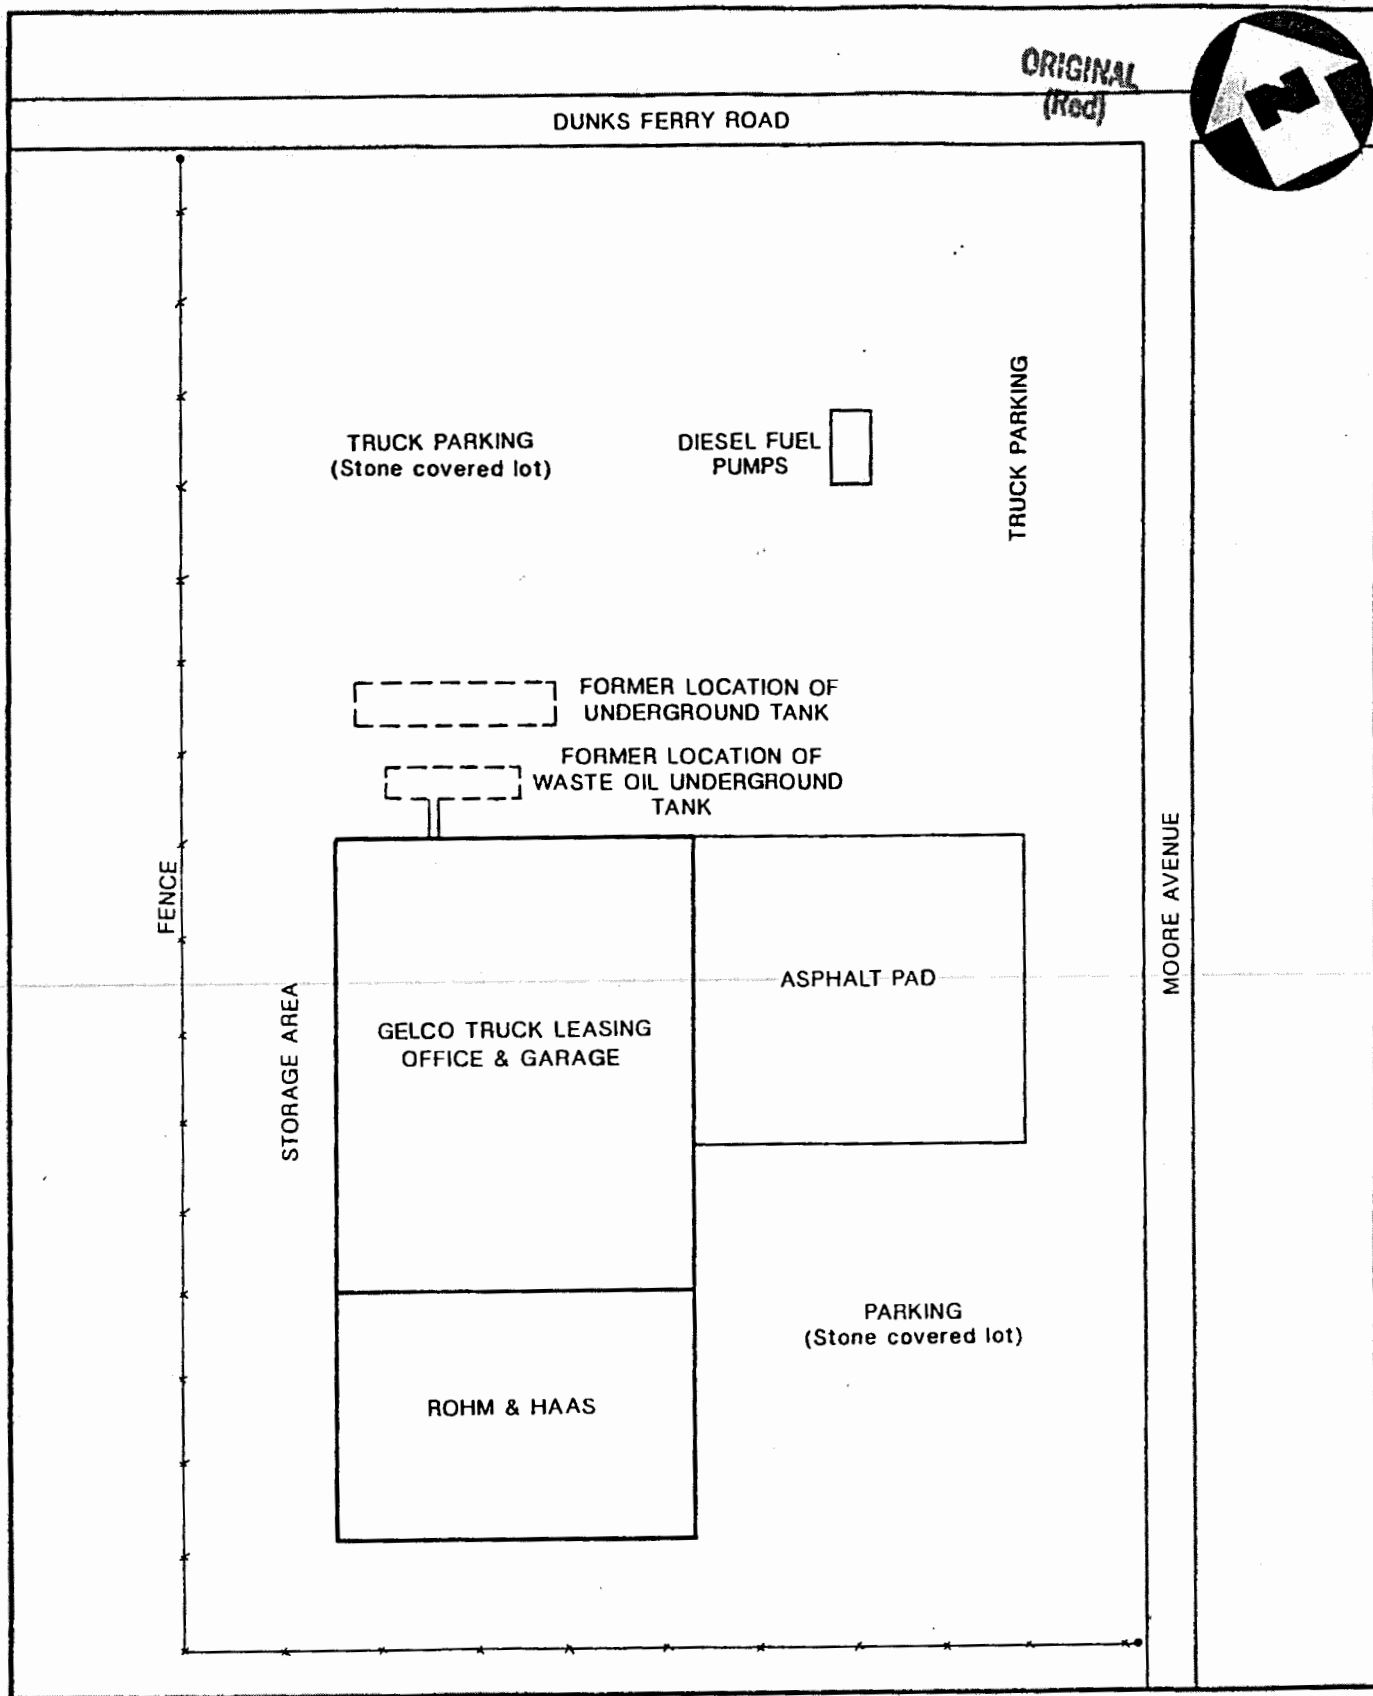 ORIGINAL
(Red)
N
DUNKS FERRY ROAD
TRUCK PARKING
(Stone covered lot)
DIESEL FUEL
PUMPS
TRUCK PARKING
FORMER LOCATION OF
UNDERGROUND TANK
FORMER LOCATION OF
WASTE OIL UNDERGROUND
TANK
FENCE
STORAGE AREA
GELCO TRUCK LEASING
OFFICE & GARAGE
ASPHALT PAD
MOORE AVENUE
PARKING
(Stone covered lot)
ROHM & HAAS